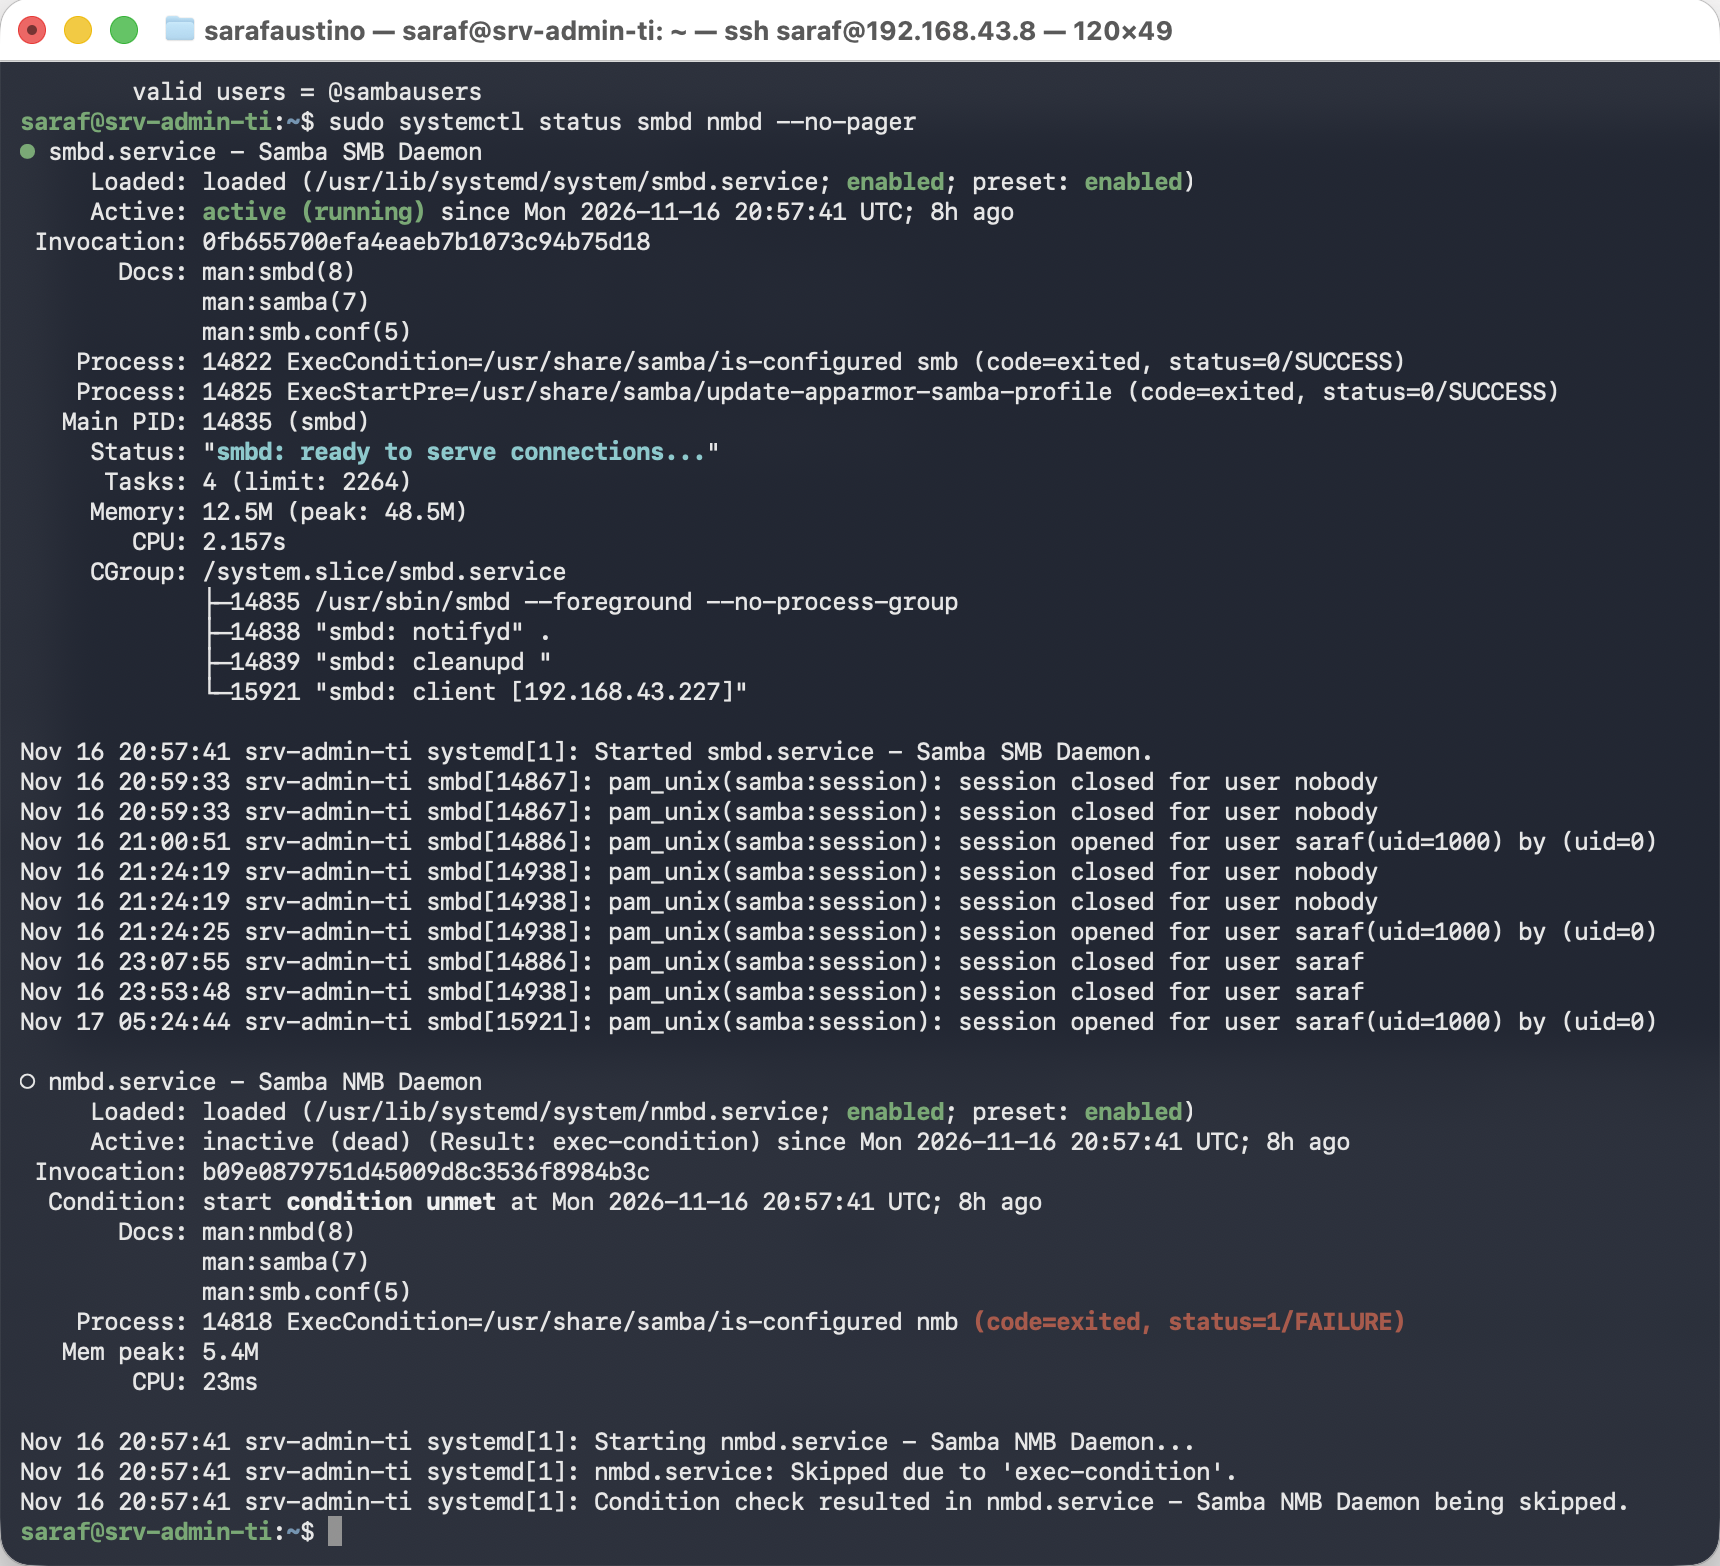 sarafaustino — saraf@srv-admin-ti: ~ — ssh saraf@192.168.43.8 — 120×49
        valid users = @sambausers
saraf@srv-admin-ti:~$ sudo systemctl status smbd nmbd --no-pager
● smbd.service - Samba SMB Daemon
     Loaded: loaded (/usr/lib/systemd/system/smbd.service; enabled; preset: enabled)
     Active: active (running) since Mon 2026-11-16 20:57:41 UTC; 8h ago
 Invocation: 0fb655700efa4eaeb7b1073c94b75d18
       Docs: man:smbd(8)
             man:samba(7)
             man:smb.conf(5)
    Process: 14822 ExecCondition=/usr/share/samba/is-configured smb (code=exited, status=0/SUCCESS)
    Process: 14825 ExecStartPre=/usr/share/samba/update-apparmor-samba-profile (code=exited, status=0/SUCCESS)
   Main PID: 14835 (smbd)
     Status: "smbd: ready to serve connections..."
      Tasks: 4 (limit: 2264)
     Memory: 12.5M (peak: 48.5M)
        CPU: 2.157s
     CGroup: /system.slice/smbd.service
             ├─14835 /usr/sbin/smbd --foreground --no-process-group
             ├─14838 "smbd: notifyd" .
             ├─14839 "smbd: cleanupd "
             └─15921 "smbd: client [192.168.43.227]"
Nov 16 20:57:41 srv-admin-ti systemd[1]: Started smbd.service - Samba SMB Daemon.
Nov 16 20:59:33 srv-admin-ti smbd[14867]: pam_unix(samba:session): session closed for user nobody
Nov 16 20:59:33 srv-admin-ti smbd[14867]: pam_unix(samba:session): session closed for user nobody
Nov 16 21:00:51 srv-admin-ti smbd[14886]: pam_unix(samba:session): session opened for user saraf(uid=1000) by (uid=0)
Nov 16 21:24:19 srv-admin-ti smbd[14938]: pam_unix(samba:session): session closed for user nobody
Nov 16 21:24:19 srv-admin-ti smbd[14938]: pam_unix(samba:session): session closed for user nobody
Nov 16 21:24:25 srv-admin-ti smbd[14938]: pam_unix(samba:session): session opened for user saraf(uid=1000) by (uid=0)
Nov 16 23:07:55 srv-admin-ti smbd[14886]: pam_unix(samba:session): session closed for user saraf
Nov 16 23:53:48 srv-admin-ti smbd[14938]: pam_unix(samba:session): session closed for user saraf
Nov 17 05:24:44 srv-admin-ti smbd[15921]: pam_unix(samba:session): session opened for user saraf(uid=1000) by (uid=0)
○ nmbd.service - Samba NMB Daemon
     Loaded: loaded (/usr/lib/systemd/system/nmbd.service; enabled; preset: enabled)
     Active: inactive (dead) (Result: exec-condition) since Mon 2026-11-16 20:57:41 UTC; 8h ago
 Invocation: b09e0879751d45009d8c3536f8984b3c
  Condition: start condition unmet at Mon 2026-11-16 20:57:41 UTC; 8h ago
       Docs: man:nmbd(8)
             man:samba(7)
             man:smb.conf(5)
    Process: 14818 ExecCondition=/usr/share/samba/is-configured nmb (code=exited, status=1/FAILURE)
   Mem peak: 5.4M
        CPU: 23ms
Nov 16 20:57:41 srv-admin-ti systemd[1]: Starting nmbd.service - Samba NMB Daemon...
Nov 16 20:57:41 srv-admin-ti systemd[1]: nmbd.service: Skipped due to 'exec-condition'.
Nov 16 20:57:41 srv-admin-ti systemd[1]: Condition check resulted in nmbd.service - Samba NMB Daemon being skipped.
saraf@srv-admin-ti:~$